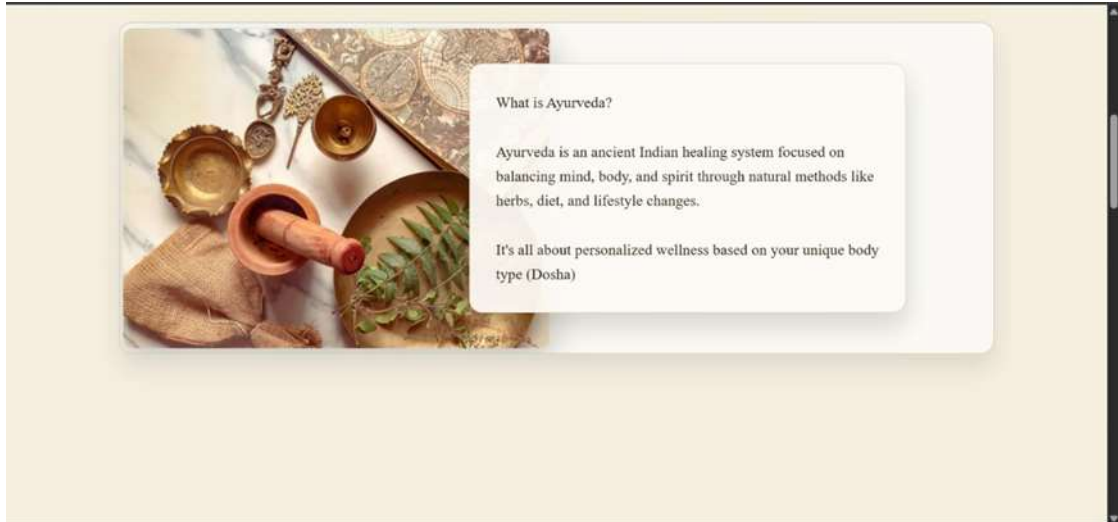 What is Ayurveda?
Ayurveda is an ancient Indian healing system focused on
balancing mind, body, and spirit through natural methods like
herbs, diet, and lifestyle changes.
It's all about personalized wellness based on your unique body
type (Dosha)